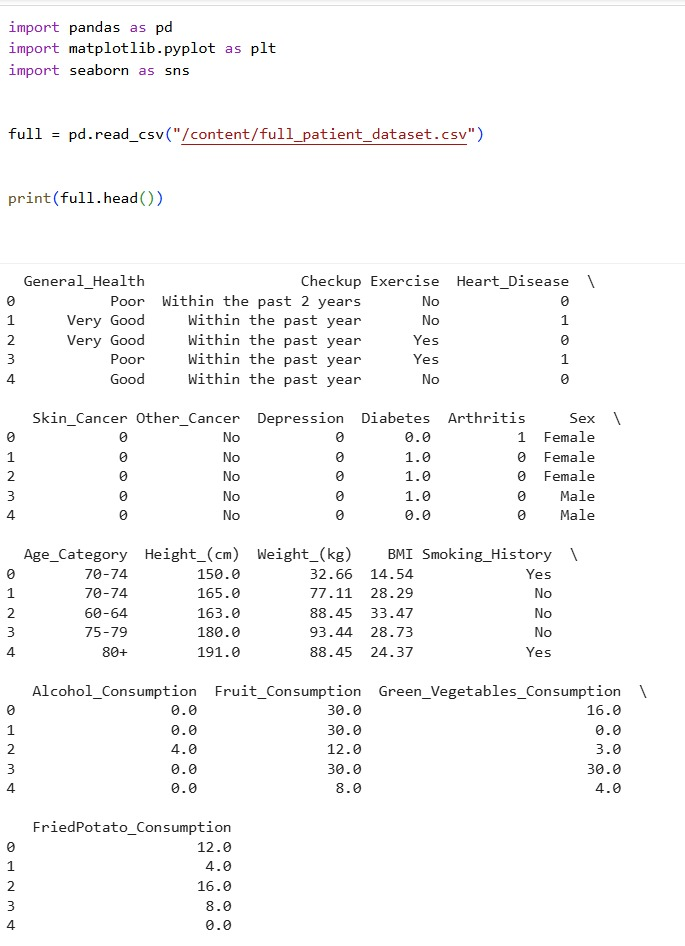 import pandas as pd
import matplotlib.pyplot as plt
import seaborn as sns
full = pd.read_csv("/content/full_patient_dataset.csv")
print(full.head())
  General_Health                  Checkup Exercise  Heart_Disease  \
0           Poor  Within the past 2 years       No              0
1      Very Good     Within the past year       No              1
2      Very Good     Within the past year      Yes              0
3           Poor     Within the past year      Yes              1
4           Good     Within the past year       No              0
   Skin_Cancer Other_Cancer  Depression  Diabetes  Arthritis     Sex  \
0            0           No           0       0.0          1  Female
1            0           No           0       1.0          0  Female
2            0           No           0       1.0          0  Female
3            0           No           0       1.0          0    Male
4            0           No           0       0.0          0    Male
  Age_Category  Height_(cm)  Weight_(kg)    BMI Smoking_History  \
0        70-74        150.0        32.66  14.54             Yes
1        70-74        165.0        77.11  28.29              No
2        60-64        163.0        88.45  33.47              No
3        75-79        180.0        93.44  28.73              No
4          80+        191.0        88.45  24.37             Yes
   Alcohol_Consumption  Fruit_Consumption  Green_Vegetables_Consumption  \
0                  0.0               30.0                          16.0
1                  0.0               30.0                           0.0
2                  4.0               12.0                           3.0
3                  0.0               30.0                          30.0
4                  0.0                8.0                           4.0
   FriedPotato_Consumption
0                     12.0
1                      4.0
2                     16.0
3                      8.0
4                      0.0